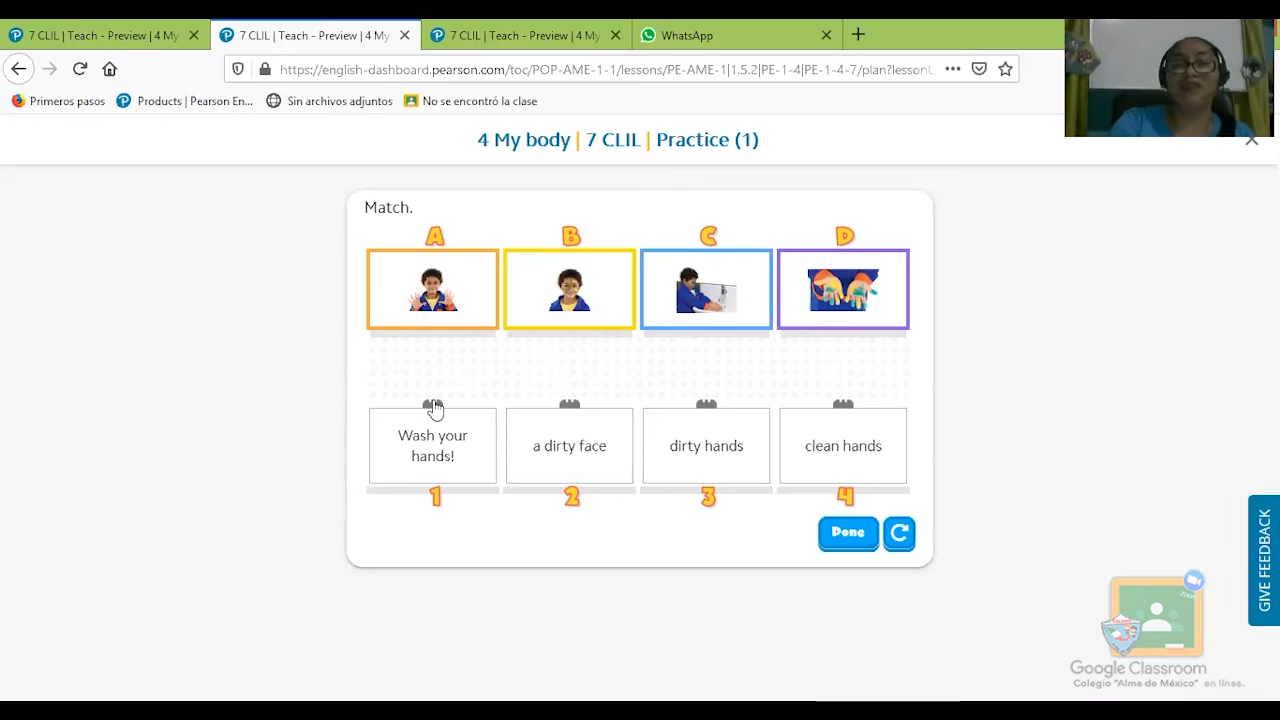 7 CLIL | Teach - Preview | 4 My
7 CLIL | Teach - Preview | 4 My
7 CLIL | Teach - Preview | 4 My
WhatsApp
https://english-dashboard.pearson.com/toc/POP-AME-1-1/lessons/PE-AME-1|1.5.2|PE-1-4|PE-1-4-7/plan?lessonU
Primeros pasos
Products | Pearson En...
Sin archivos adjuntos
No se encontró la clase
4 My body | 7 CLIL | Practice (1)
Match.
A B C D
Wash your
hands!
a dirty face
dirty hands
clean hands
1 2 3 4
Done
GIVE FEEDBACK
zoom
Google Classroom
Colegio "Alma de México" en línea.